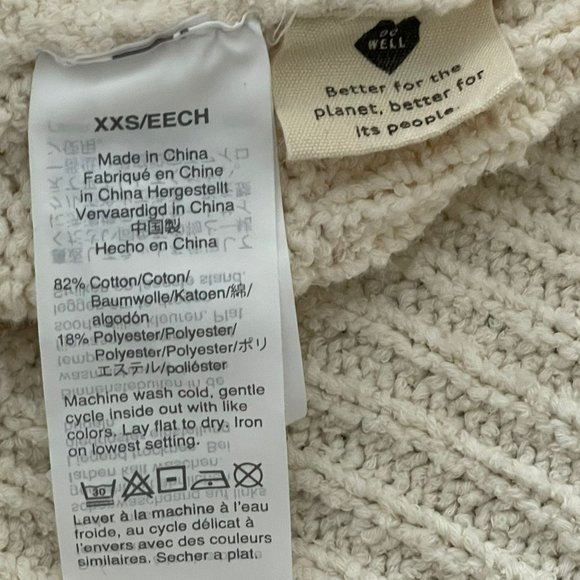 XXS/EECH
Made in China
Fabriqué en Chine
in China Hergestellt
Vervaardigd in China
中国製
Hecho en China
82% Cotton/Coton/
Baumwolle/Katoen/綿/
algodón
18% Polyester/Polyester/
Polyester/Polyester/ポリ
エステル/poliéster
Machine wash cold, gentle
cycle inside out with like
colors. Lay flat to dry. Iron
on lowest setting.
30
Laver à la machine à l'eau
froide, au cycle délicat à
l'envers avec des couleurs
similaires. Secher a plat.
DO
WELL
Better for the
planet, better for
its people.